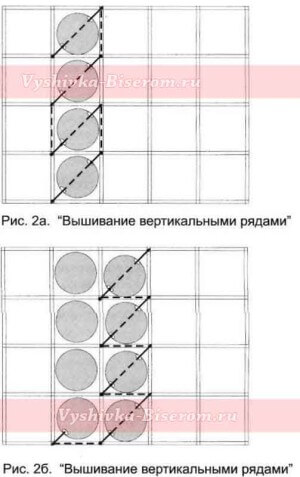 Vyshivka-Biserom.ru
Рис. 2а. "Вышивание вертикальными рядами"
Vyshivka-Biserom.ru
Рис. 2б. "Вышивание вертикальными рядами"